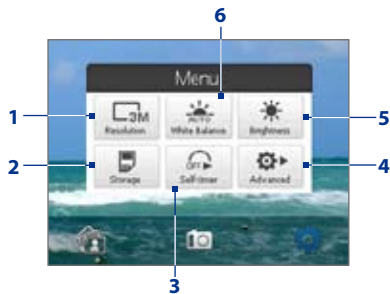 6
Menu
1
3M
AUTO
5
Resolution
White Balance
Brightness
2
OFF
4
Storage
Self-timer
Advanced
3